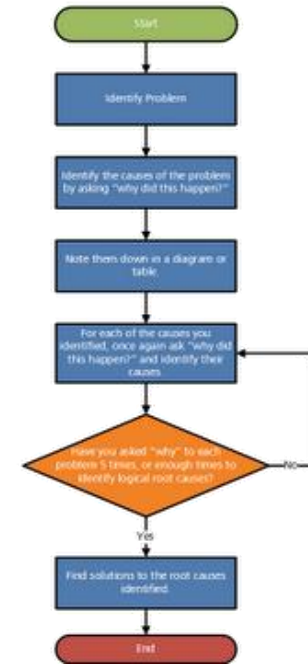 Start
Identify Problem
Identify the causes of the problem
by asking "why did this happen?"
Note them down in a diagram or
table
For each of the causes you
identified, once again ask "why did
this happen?" and identify their
causes
Have you asked "why" to each
problem 5 times, or enough times to
identify logical root causes?
No
Yes
Find solutions to the root causes
identified.
End